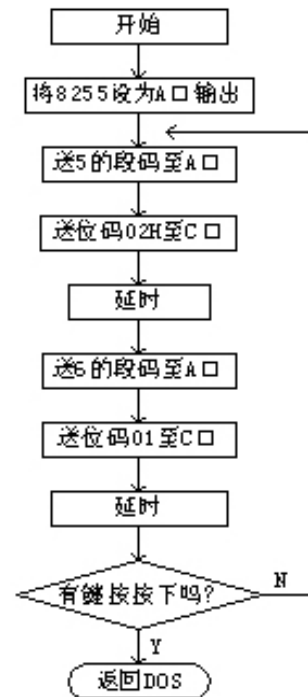 开始
将8255设为A口输出
送5的段码至A口
送位码02H至C口
延时
送6的段码至A口
送位码01至C口
延时
有键按按下吗?
N
Y
返回DOS